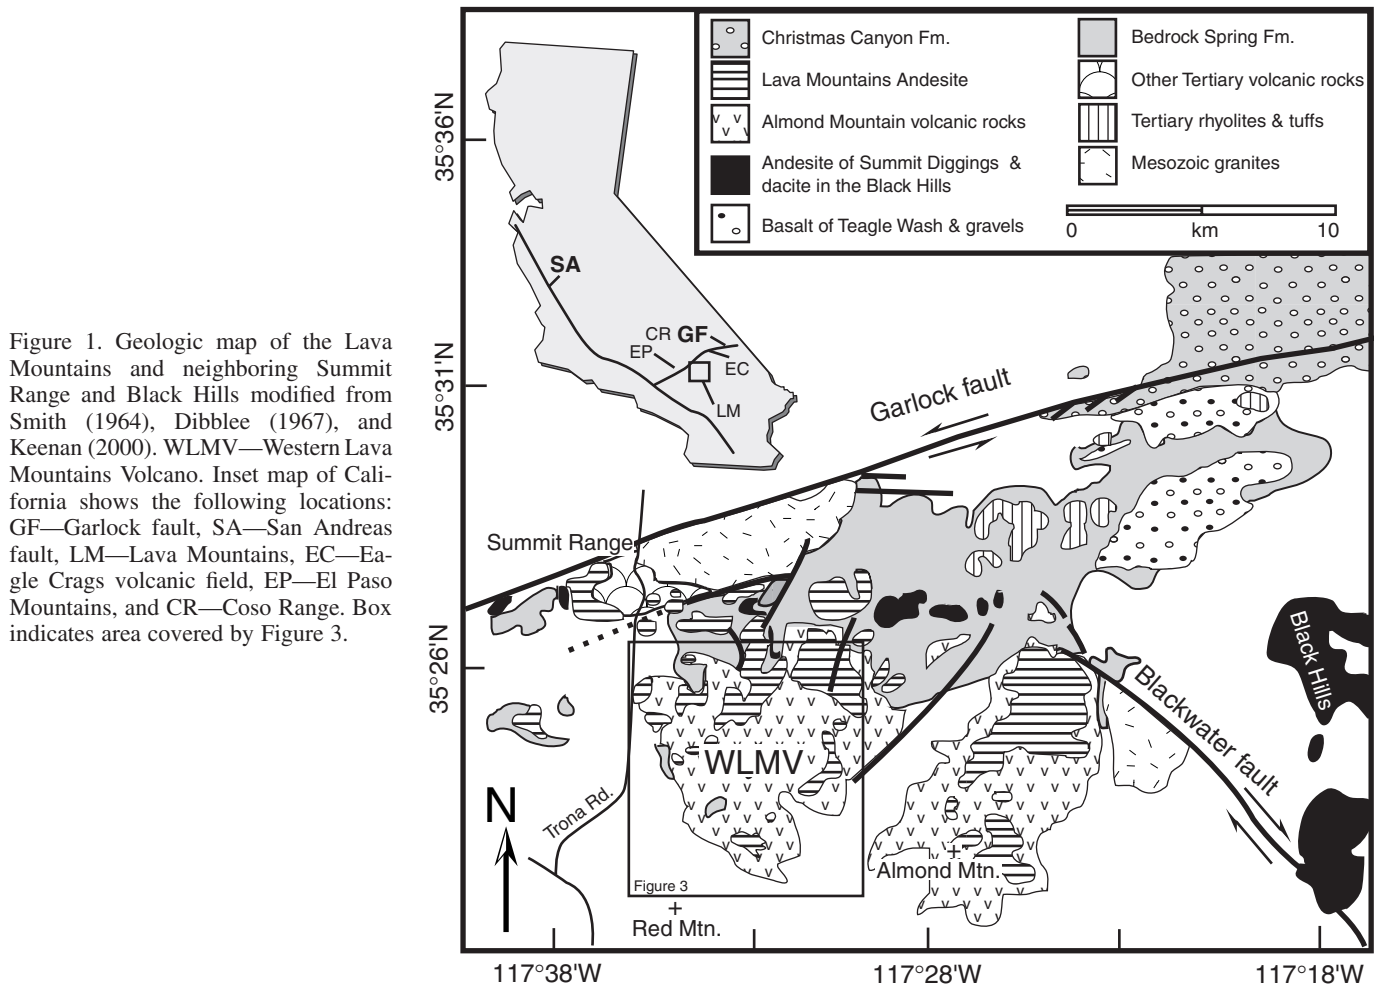 Figure 1. Geologic map of the Lava
Mountains and neighboring Summit
Range and Black Hills modified from
Smith (1964), Dibblee (1967), and
Keenan (2000). WLMV—Western Lava
Mountains Volcano. Inset map of Cali-
fornia shows the following locations:
GF—Garlock fault, SA—San Andreas
fault, LM—Lava Mountains, EC—Ea-
gle Crags volcanic field, EP—El Paso
Mountains, and CR—Coso Range. Box
indicates area covered by Figure 3.
Christmas Canyon Fm.
Lava Mountains Andesite
Almond Mountain volcanic rocks
Andesite of Summit Diggings &
dacite in the Black Hills
Basalt of Teagle Wash & gravels
Bedrock Spring Fm.
Other Tertiary volcanic rocks
Tertiary rhyolites & tuffs
Mesozoic granites
0 km 10
35°36'N
35°31'N
35°26'N
SA
CR GF
EP
EC
LM
Garlock fault
Summit Range
Black Hills
Blackwater fault
WLMV
Trona Rd.
N
Almond Mtn.
Figure 3
Red Mtn.
117°38'W
117°28'W
117°18'W